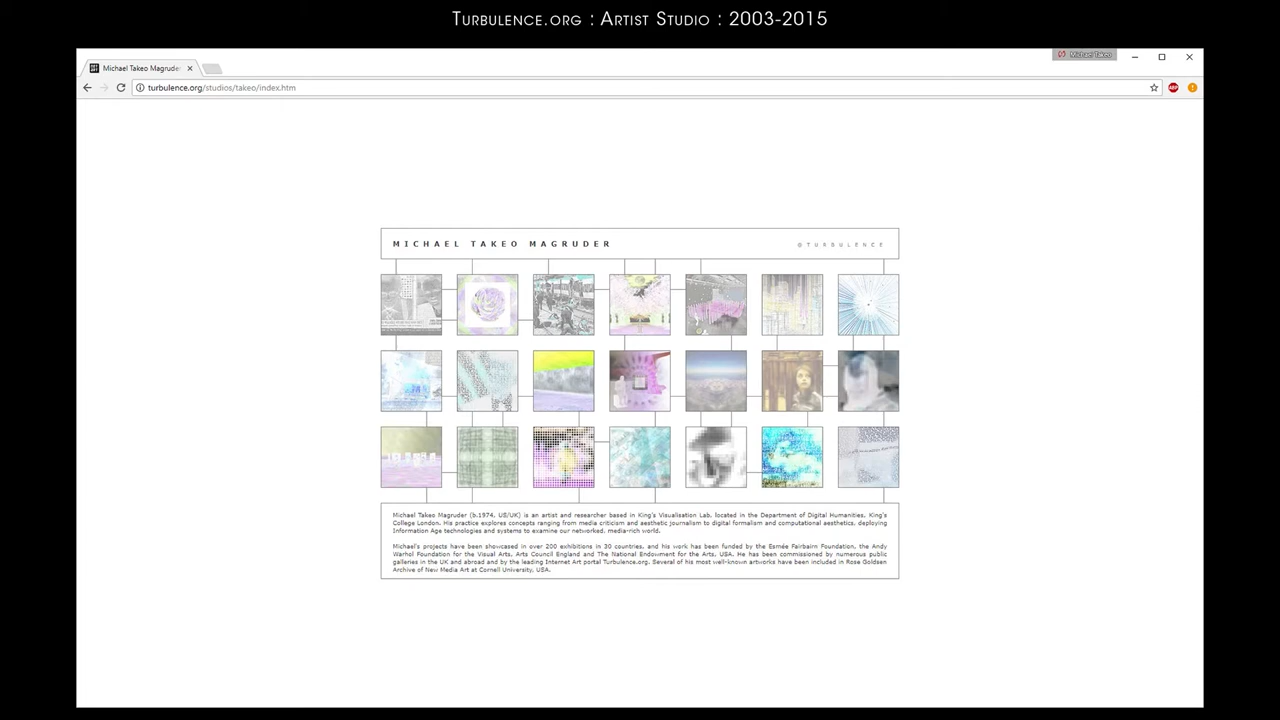 Turbulence.org : Artist Studio : 2003-2015
Michael Takeo
Michael Takeo Magruder
turbulence.org/studios/takeo/index.htm
ABP
MICHAEL TAKEO MAGRUDER
@TURBULENCE
Michael Takeo Magruder (b.1974, US/UK) is an artist and researcher based in King's Visualisation Lab, located in the Department of Digital Humanities, King's
College London. His practice explores concepts ranging from media criticism and aesthetic journalism to digital formalism and computational aesthetics, deploying
Information Age technologies and systems to examine our networked, media-rich world.
Michael's projects have been showcased in over 200 exhibitions in 30 countries, and his work has been funded by the Esmée Fairbairn Foundation, the Andy
Warhol Foundation for the Visual Arts, Arts Council England and The National Endowment for the Arts, USA. He has been commissioned by numerous public
galleries in the UK and abroad and by the leading Internet Art portal Turbulence.org. Several of his most well-known artworks have been included in Rose Goldsen
Archive of New Media Art at Cornell University, USA.